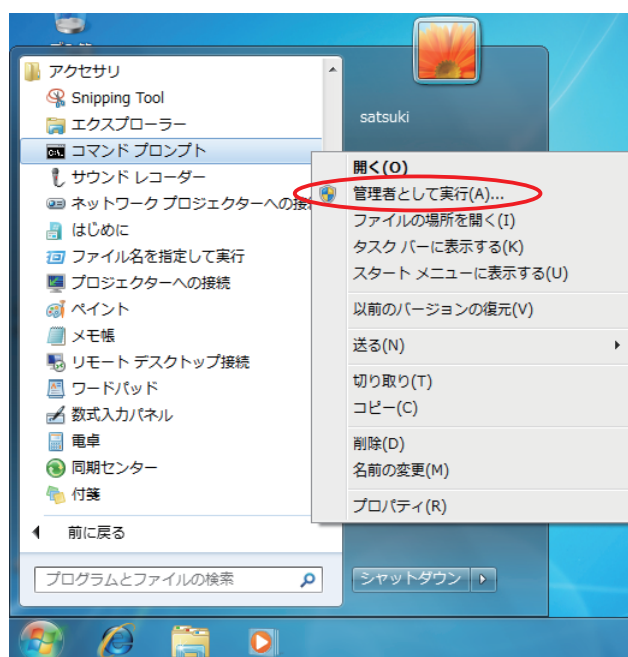 アクセサリ
Snipping Tool
エクスプローラー
コマンド プロンプト
サウンド レコーダー
ネットワーク プロジェクターへの接
はじめに
ファイル名を指定して実行
プロジェクターへの接続
ペイント
メモ帳
リモート デスクトップ接続
ワードパッド
数式入力パネル
電卓
同期センター
付箋
前に戻る
プログラムとファイルの検索
satsuki
開く(O)
管理者として実行(A)...
ファイルの場所を開く(I)
タスク バーに表示する(K)
スタート メニューに表示する(U)
以前のバージョンの復元(V)
送る(N)
切り取り(T)
コピー(C)
削除(D)
名前の変更(M)
プロパティ(R)
シャットダウン